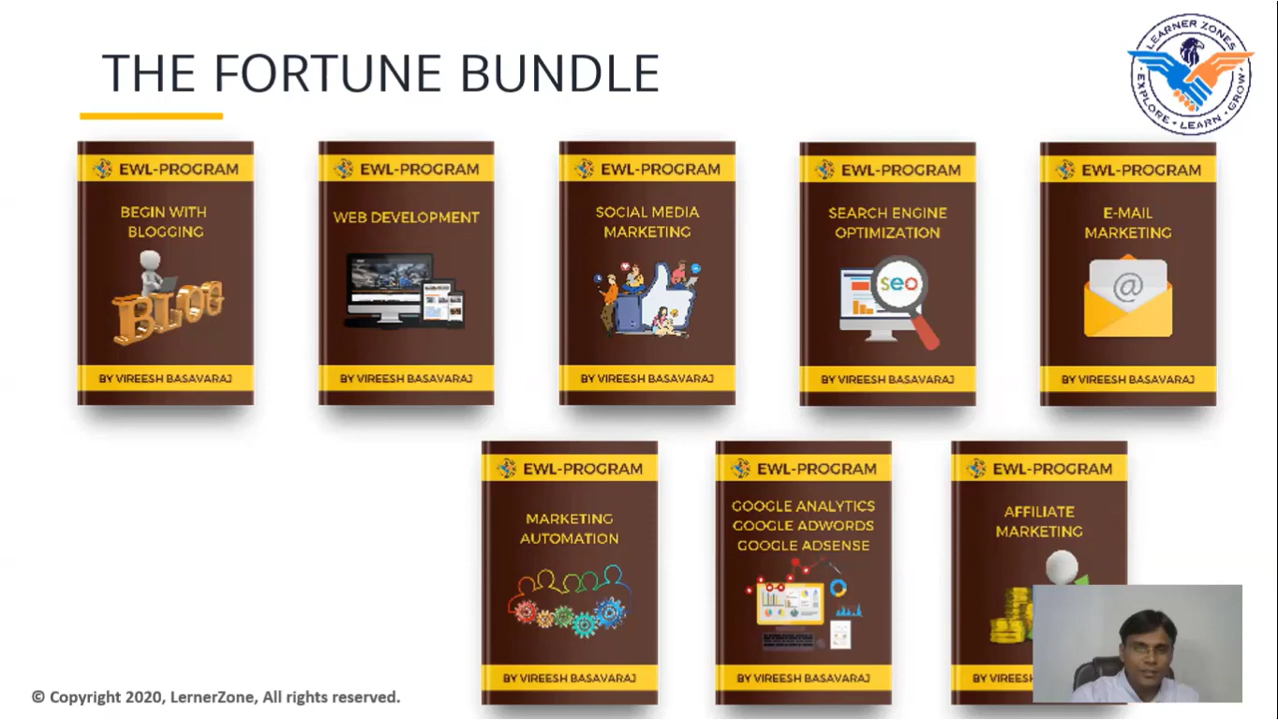 THE FORTUNE BUNDLE
LEARNER ZONES
EXPLORE • LEARN • GROW
EWL-PROGRAM
BEGIN WITH
BLOGGING
BLOG
BY VIREESH BASAVARAJ
EWL-PROGRAM
WEB DEVELOPMENT
BY VIREESH BASAVARAJ
EWL-PROGRAM
SOCIAL MEDIA
MARKETING
BY VIREESH BASAVARAJ
EWL-PROGRAM
SEARCH ENGINE
OPTIMIZATION
seo
BY VIREESH BASAVARAJ
EWL-PROGRAM
E-MAIL
MARKETING
@
BY VIREESH BASAVARAJ
EWL-PROGRAM
MARKETING
AUTOMATION
BY VIREESH BASAVARAJ
EWL-PROGRAM
GOOGLE ANALYTICS
GOOGLE ADWORDS
GOOGLE ADSENSE
BY VIREESH BASAVARAJ
EWL-PROGRAM
AFFILIATE
MARKETING
BY VIREESH
© Copyright 2020, LernerZone, All rights reserved.